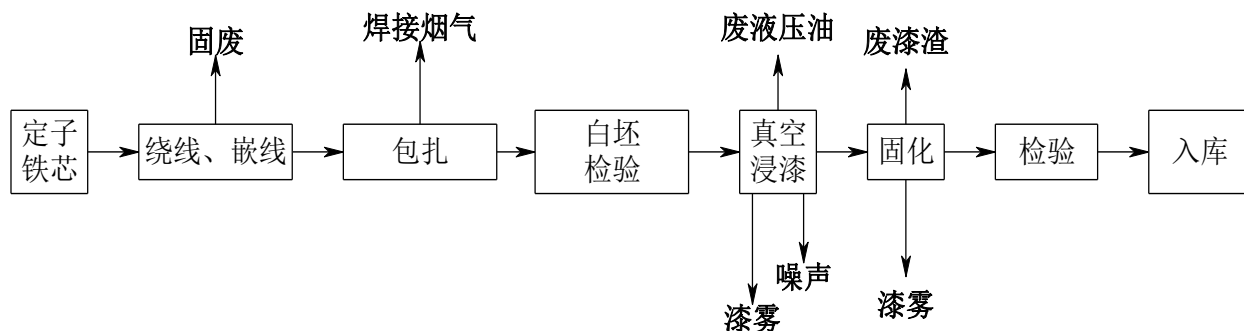 固废
焊接烟气
废液压油
废漆渣
定子
铁芯
绕线、嵌线
包扎
白坯
检验
真空
浸漆
固化
检验
入库
噪声
漆雾
漆雾